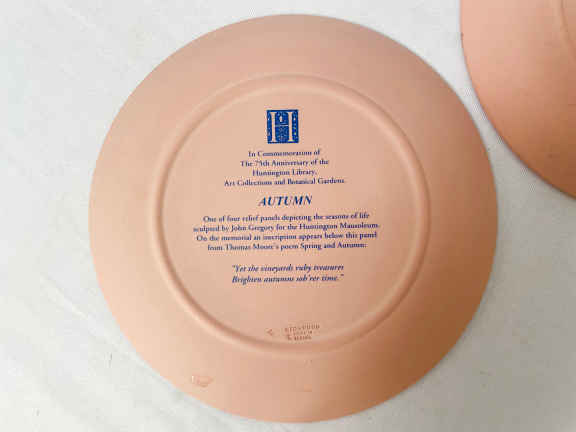 H
In Commemoration of
The 75th Anniversary of the
Huntington Library,
Art Collections and Botanical Gardens.
AUTUMN
One of four relief panels depicting the seasons of life
sculpted by John Gregory for the Huntington Mausoleum.
On the memorial an inscription appears below this panel
from Thomas Moore's poem Spring and Autumn:
"Yet the vineyards ruby treasures
Brighten autumns sob'rer time."
WEDGWOOD